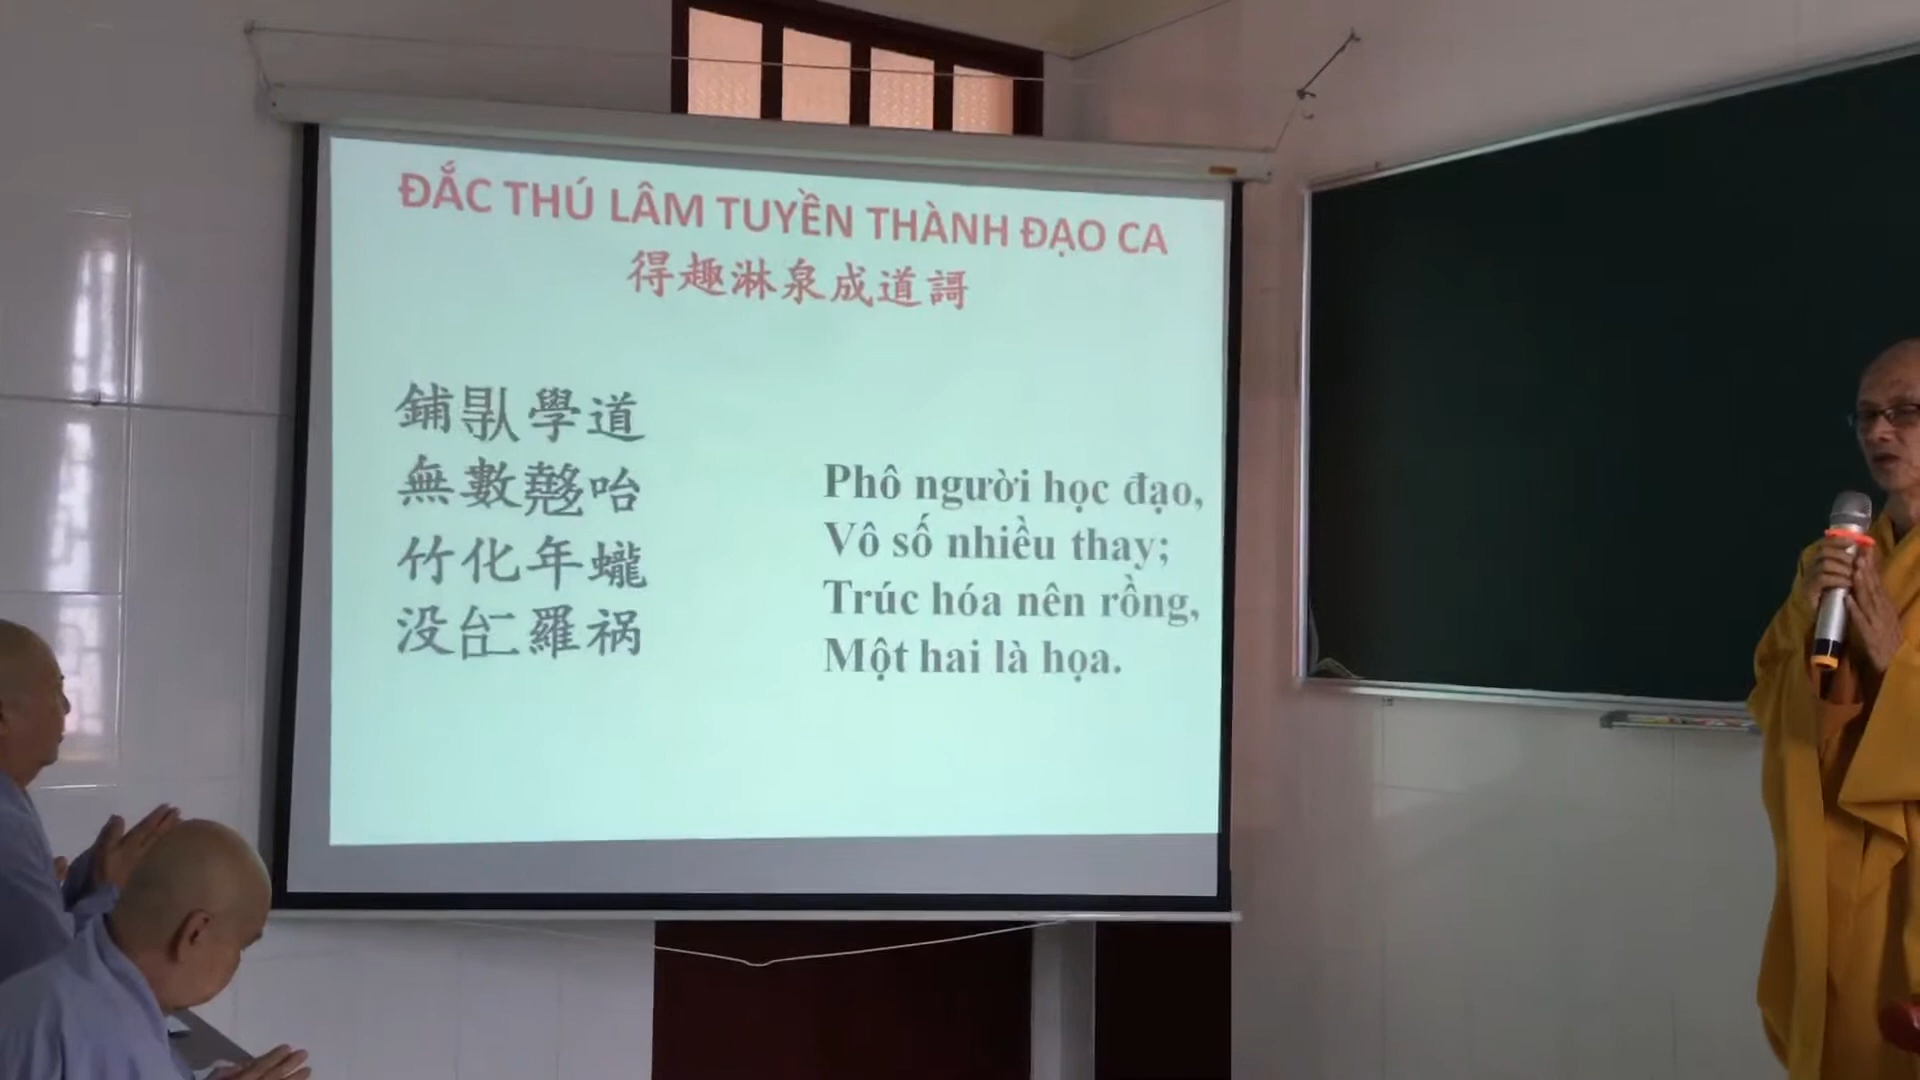 ĐẮC THÚ LÂM TUYỀN THÀNH ĐẠO CA
得趣淋泉成道謌
鋪𠎬學道
無數𡗉咍
竹化年蠬
没𠄩羅祸
Phô người học đạo,
Vô số nhiều thay;
Trúc hóa nên rồng,
Một hai là họa.